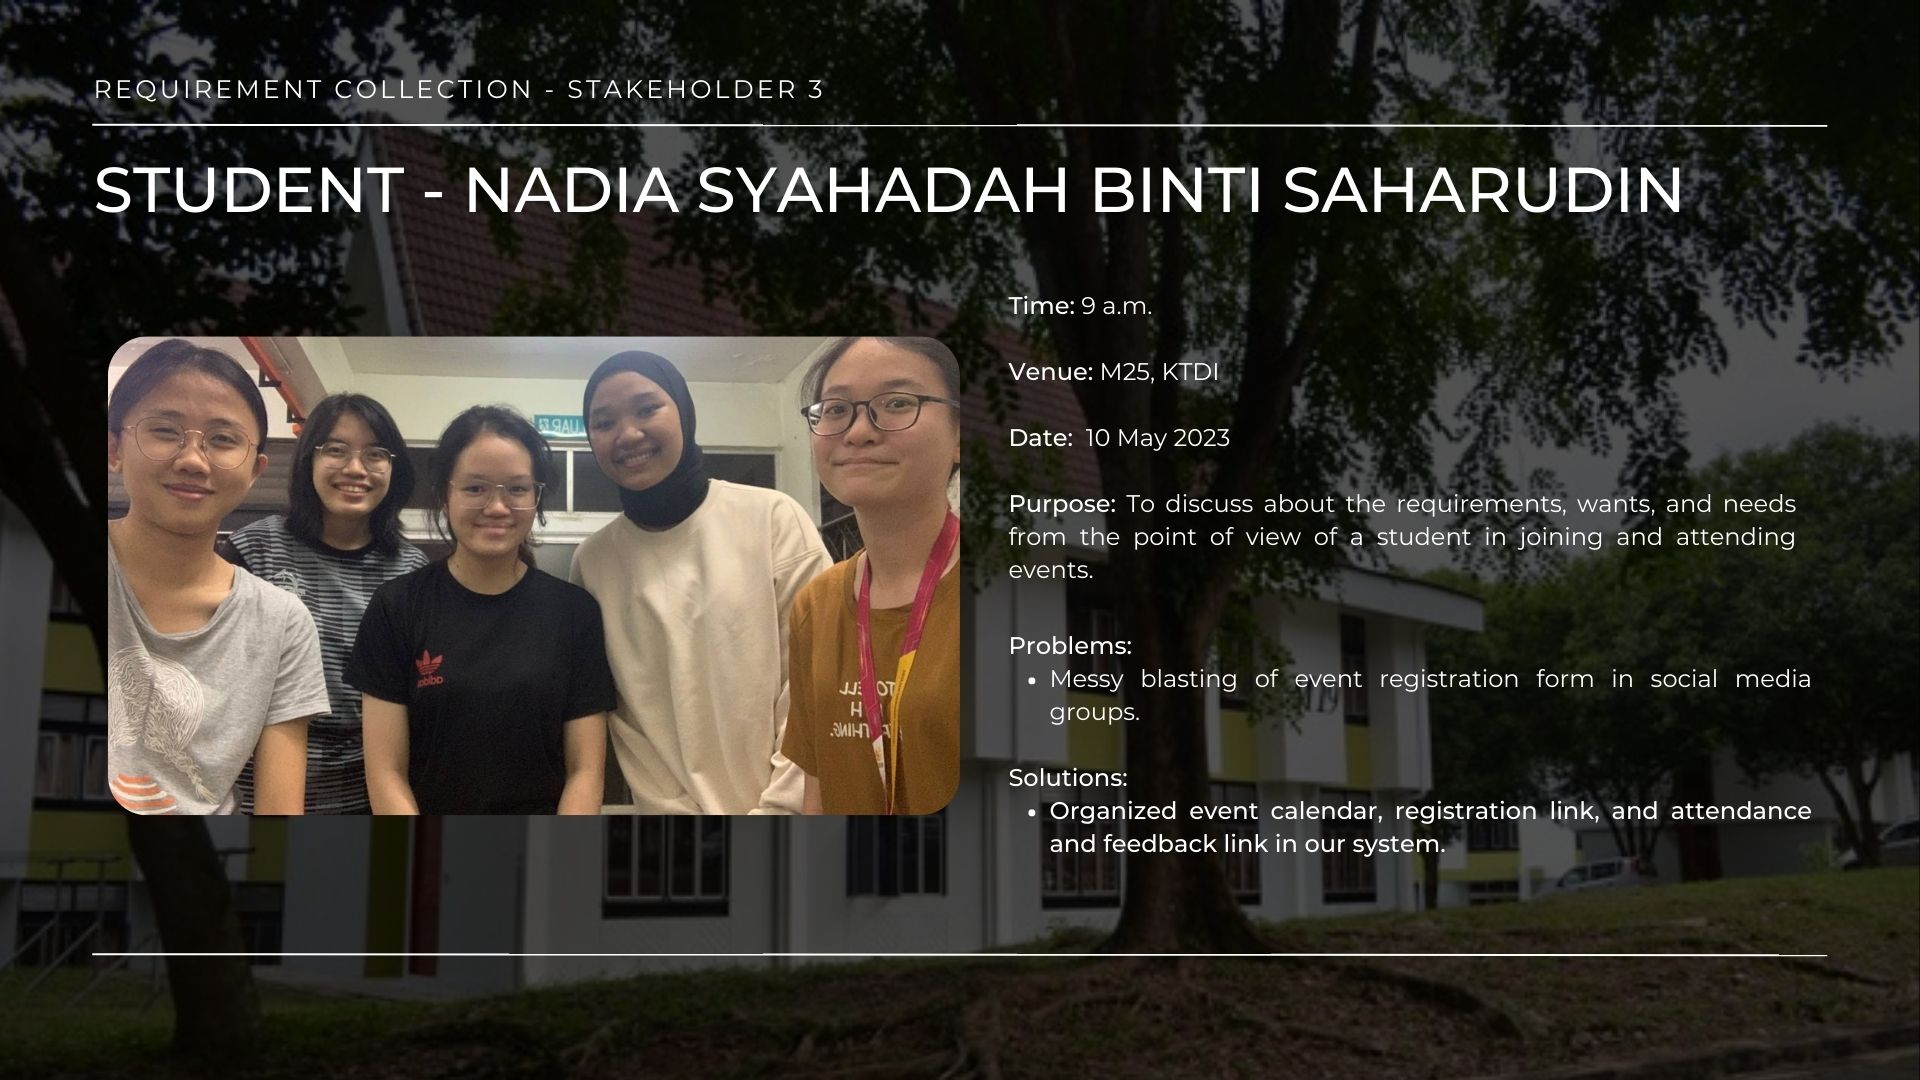 REQUIREMENT COLLECTION - STAKEHOLDER 3
STUDENT - NADIA SYAHADAH BINTI SAHARUDIN
Time: 9 a.m.
Venue: M25, KTDI
Date: 10 May 2023
Purpose: To discuss about the requirements, wants, and needs
from the point of view of a student in joining and attending
events.
Problems:
• Messy blasting of event registration form in social media
groups.
Solutions:
• Organized event calendar, registration link, and attendance
and feedback link in our system.
adidas